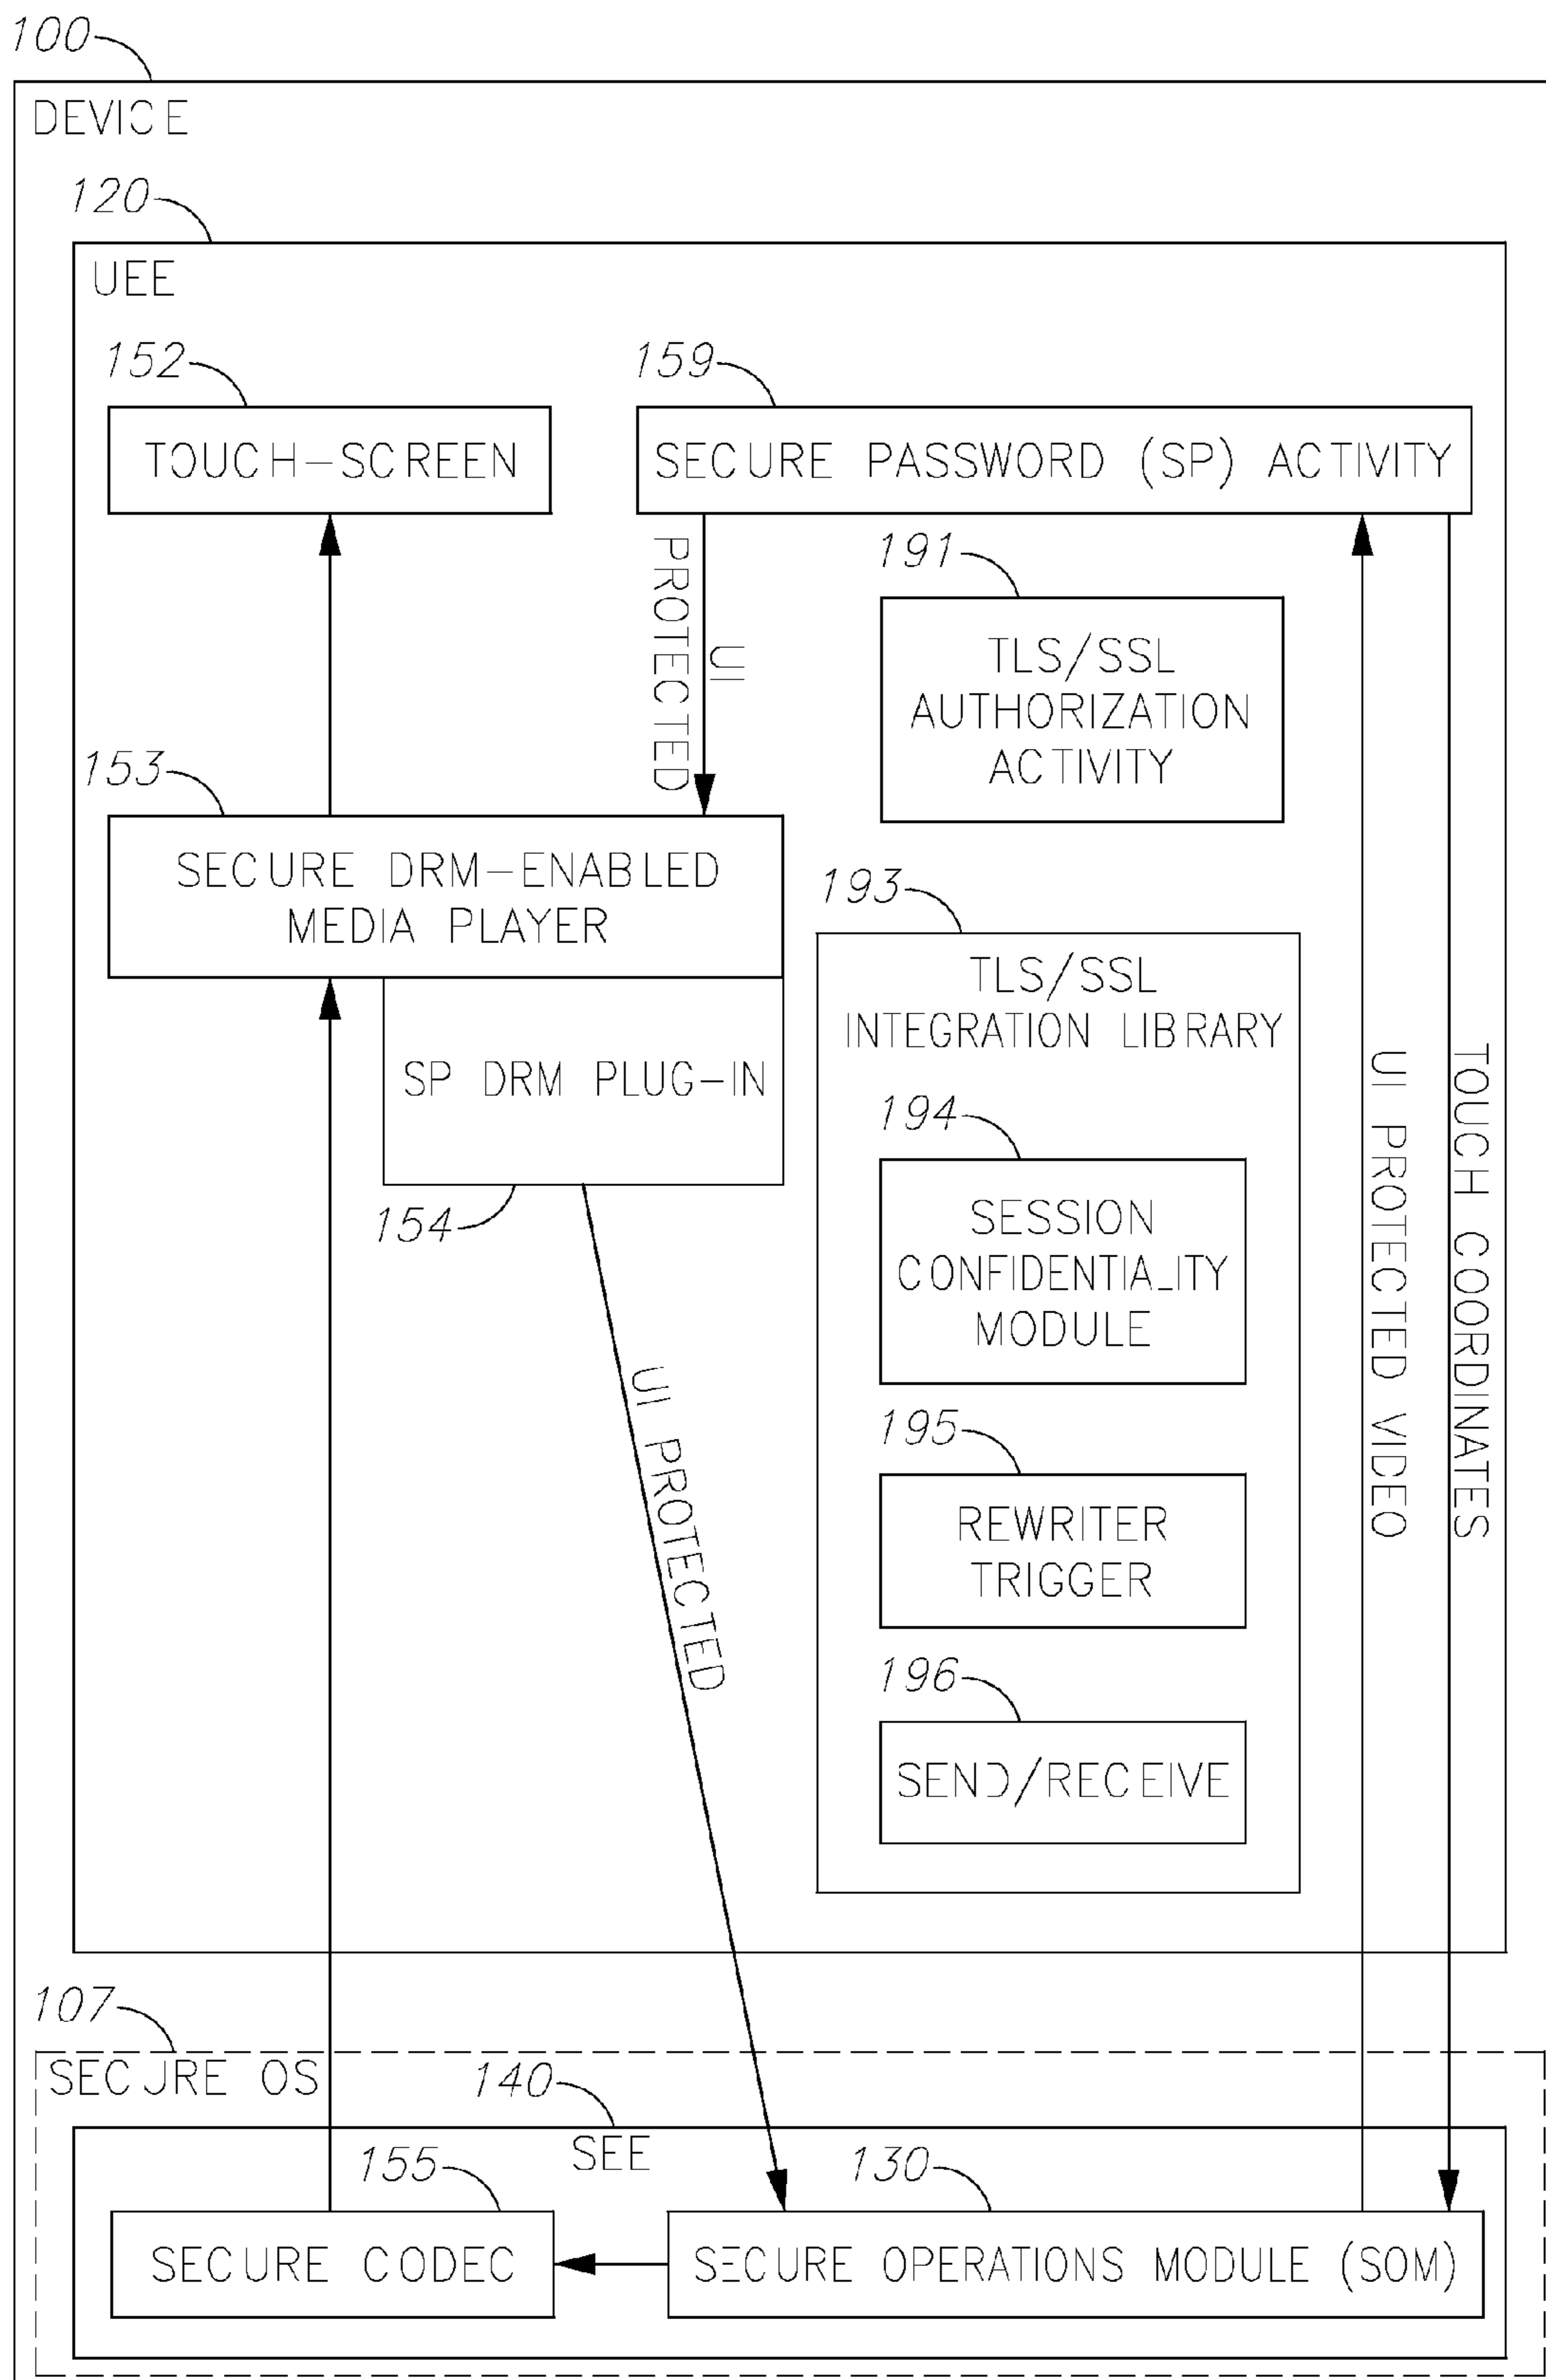 100
DEVICE
120
UEE
152
159
TOUCH-SCREEN
SECURE PASSWORD (SP) ACTIVITY
UI
PROTECTED
191
TLS/SSL
AUTHORIZATION
ACTIVITY
153
SECURE DRM-ENABLED
MEDIA PLAYER
193
TLS/SSL
INTEGRATION LIBRARY
SP DRM PLUG-IN
154
194
SESSION
CONFIDENTIALITY
MODULE
UI PROTECTED VIDEO
TOUCH COORDINATES
UI PROTECTED
195
REWRITER
TRIGGER
196
SEND/RECEIVE
107
SECURE OS
140
SEE
155
130
SECURE CODEC
SECURE OPERATIONS MODULE (SOM)